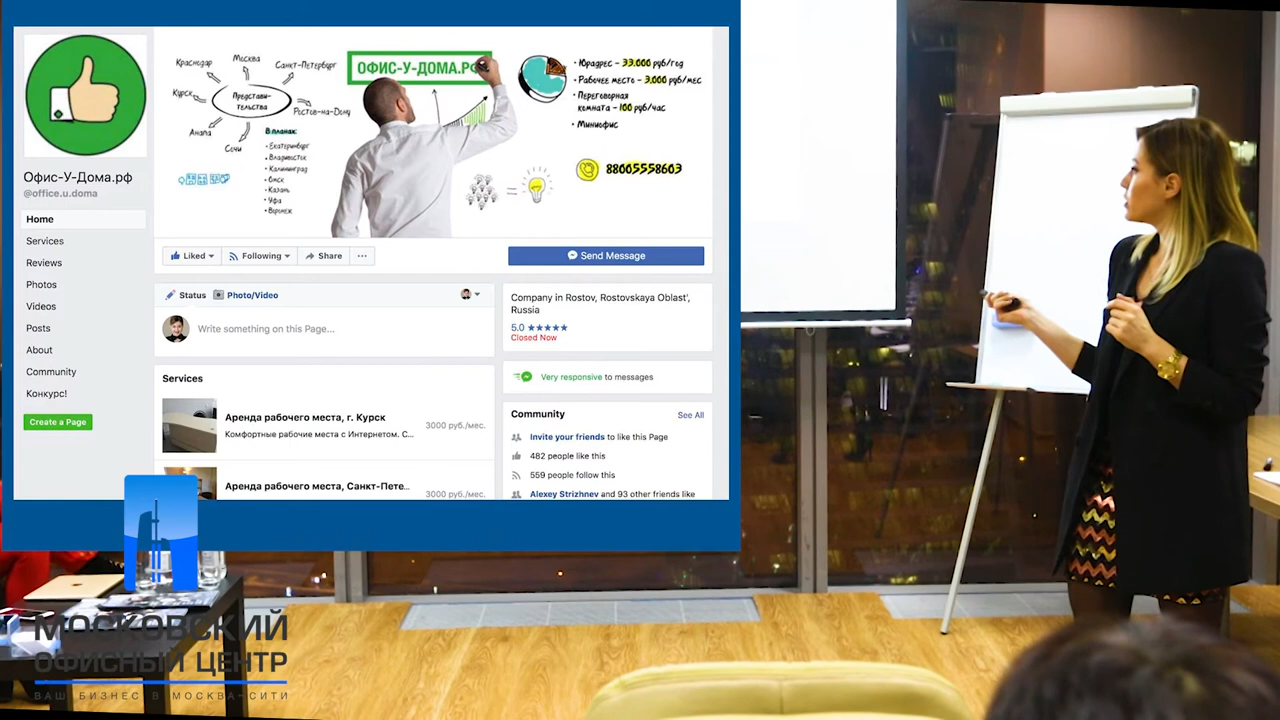 Краснодар
Москва
Санкт-Петербург
Курск
Представи-
тельства
Ростов-на-Дону
Анапа
Сочи
В планах:
•Екатеринбург
•Владивосток
•Калининград
•Омск
•Казань
•Уфа
•Воронеж
ОФИС-У-ДОМА.РФ
• Юрадрес - 33.000 руб/год
• Рабочее место - 3,000 руб/мес
• Переговорная
комната - 100 руб/час
• Миниофис
88005558603
Офис-У-Дома.рф
@office.u.doma
Home
Services
Reviews
Photos
Videos
Posts
About
Community
Конкурс!
Create a Page
Liked
Following
Share
Send Message
Status
Photo/Video
Write something on this Page...
Services
Аренда рабочего места, г. Курск
Комфортные рабочие места с Интернетом. С...
3000 руб./мес.
Аренда рабочего места, Санкт-Пете...
3000 руб./мес.
Company in Rostov, Rostovskaya Oblast',
Russia
5.0 ★★★★★
Closed Now
Very responsive to messages
Community
See All
Invite your friends to like this Page
482 people like this
559 people follow this
Alexey Strizhnev and 93 other friends like
МОСКОВСКИЙ
ОФИСНЫЙ ЦЕНТР
ВАШ БИЗНЕС В МОСКВА-СИТИ